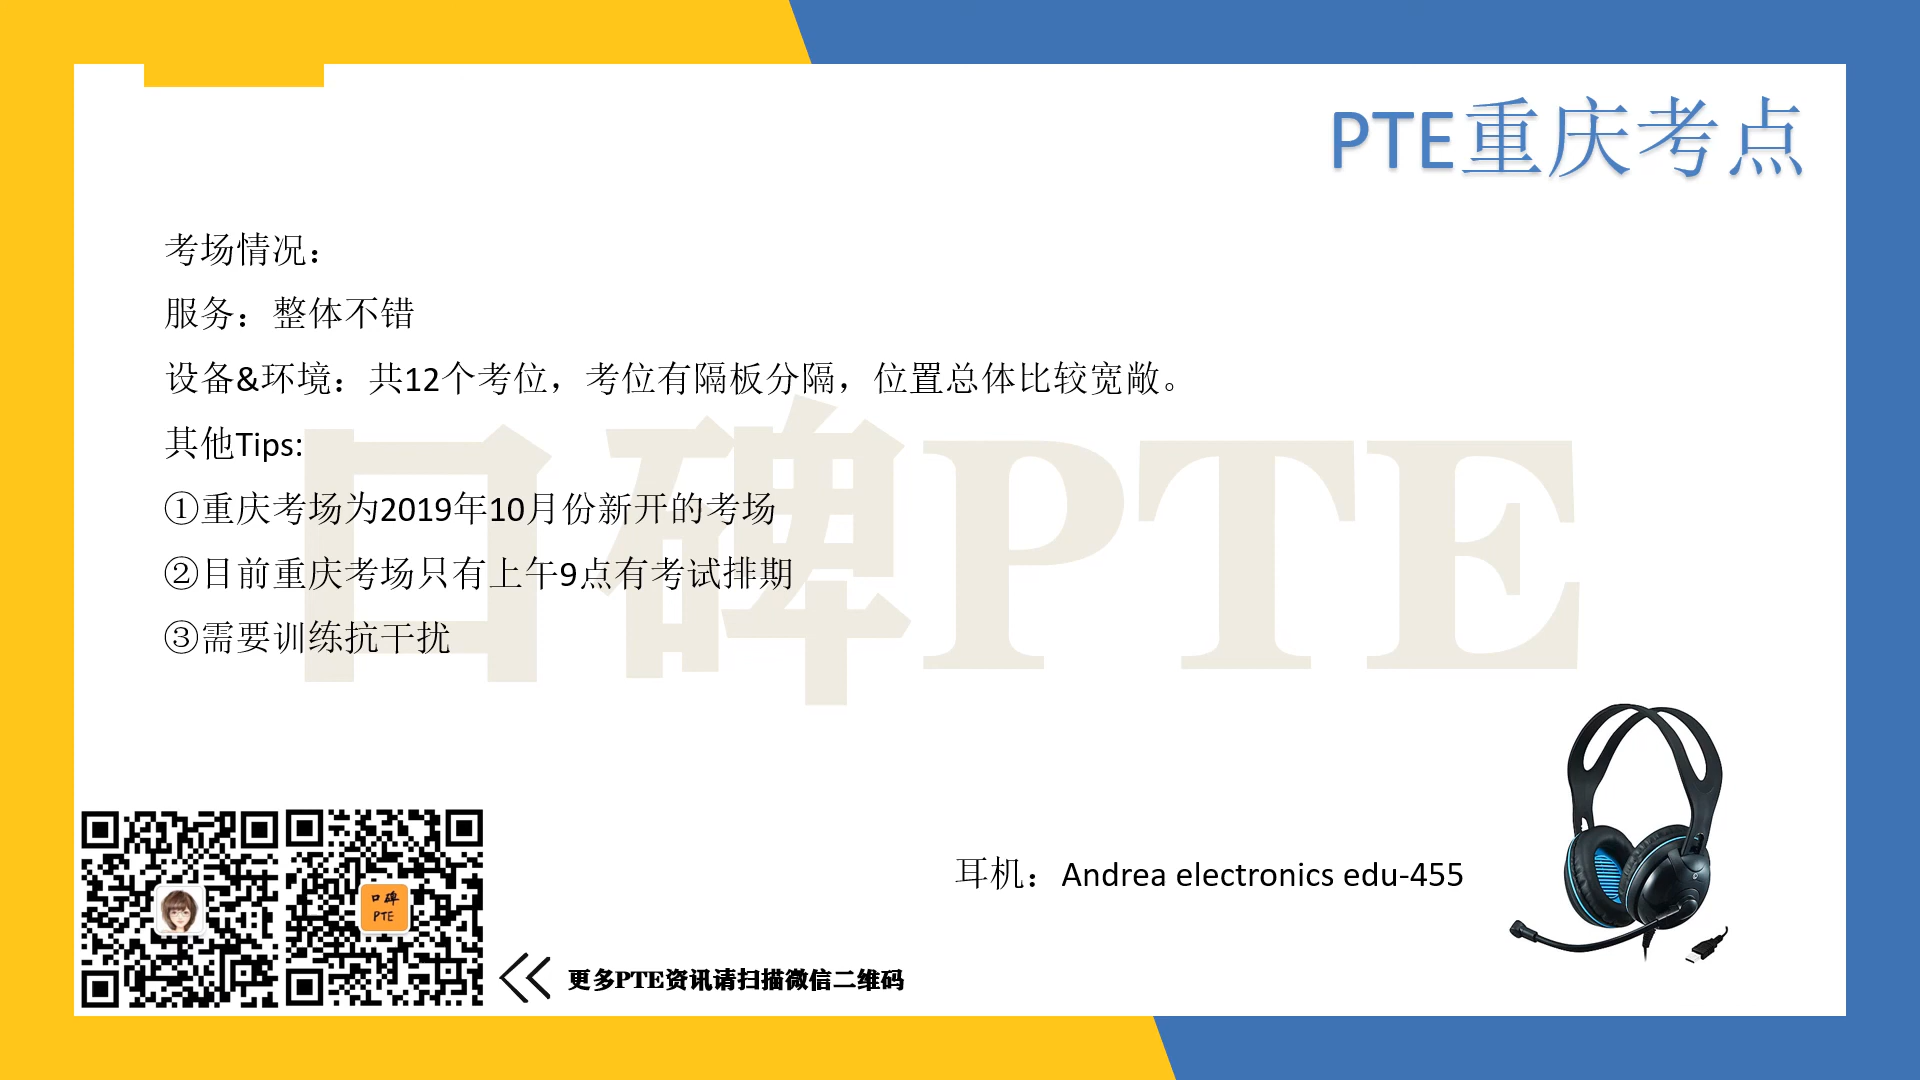 PTE重庆考点
考场情况：
服务：整体不错
设备&环境：共12个考位，考位有隔板分隔，位置总体比较宽敞。
其他Tips:
①重庆考场为2019年10月份新开的考场
②目前重庆考场只有上午9点有考试排期
③需要训练抗干扰
口碑PTE
耳机：Andrea electronics edu-455
口碑
PTE
更多PTE资讯请扫描微信二维码